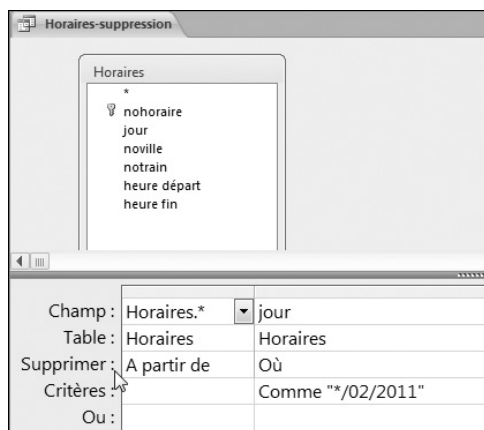 Horaires-suppression
Horaires
*
nohoraire
jour
noville
notrain
heure départ
heure fin
Champ : Horaires.* jour
Table : Horaires Horaires
Supprimer : A partir de Où
Critères : Comme "*/02/2011"
Ou :